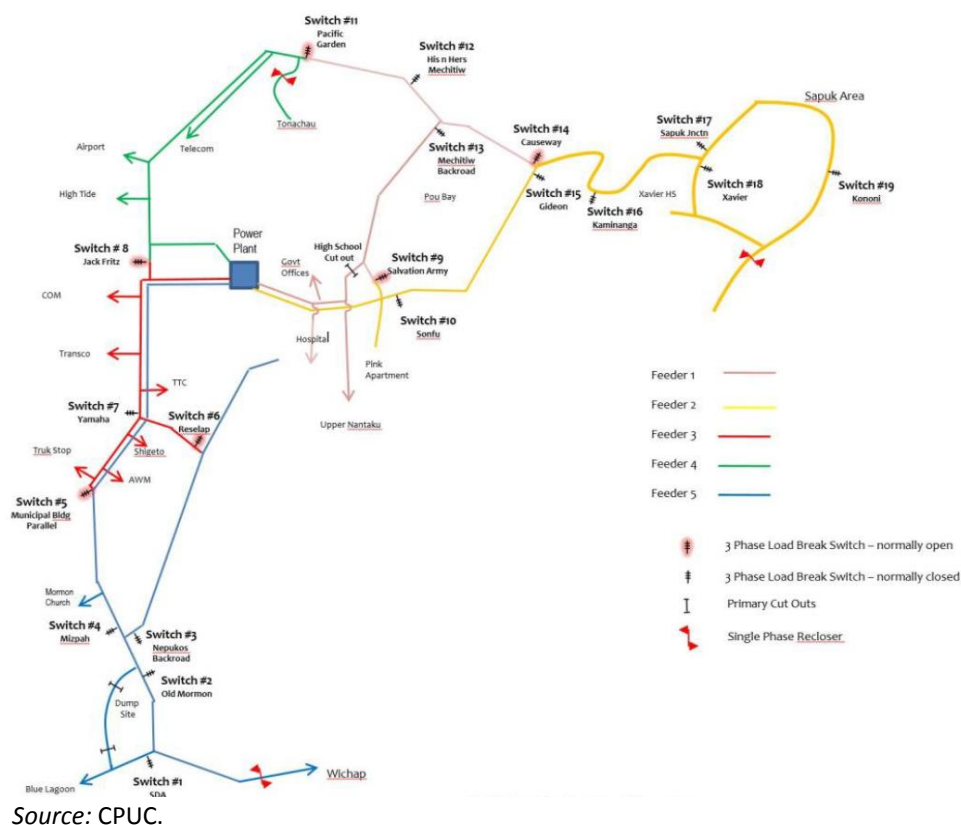 Switch #11
Pacific
Garden
Switch #12
His n Hers
Mechitiw
Sapuk Area
Tonachau
Switch #17
Sapuk Jnctn
Switch #14
Causeway
Airport
Telecom
Switch #13
Mechitiw
Backroad
High Tide
Pou Bay
Switch #15
Gideon
Xavier HS
Switch #18
Xavier
Switch #19
Kononi
Switch #16
Kaminanga
Switch # 8
Jack Fritz
Power
Plant
High School
Cut out
Govt
Offices
Switch #9
Salvation Army
COM
Switch #10
Sonfu
Hospital
Transco
Pink
Apartment
TTC
Feeder 1
Switch #7
Yamaha
Switch #6
Reselap
Upper Nantaku
Feeder 2
Truk Stop
Shigeto
Feeder 3
AWM
Feeder 4
Switch #5
Municipal Bldg
Parallel
Feeder 5
3 Phase Load Break Switch – normally open
3 Phase Load Break Switch – normally closed
Mormon
Church
Primary Cut Outs
Switch #4
Mizpah
Switch #3
Nepukos
Backroad
Single Phase Recloser
Switch #2
Old Mormon
Dump
Site
Wichap
Blue Lagoon
Switch #1
SDA
Source: CPUC.